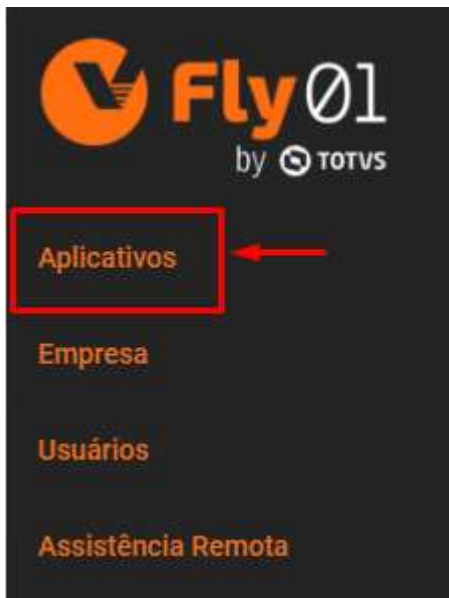 Fly01
by TOTVS
Aplicativos
Empresa
Usuários
Assistência Remota